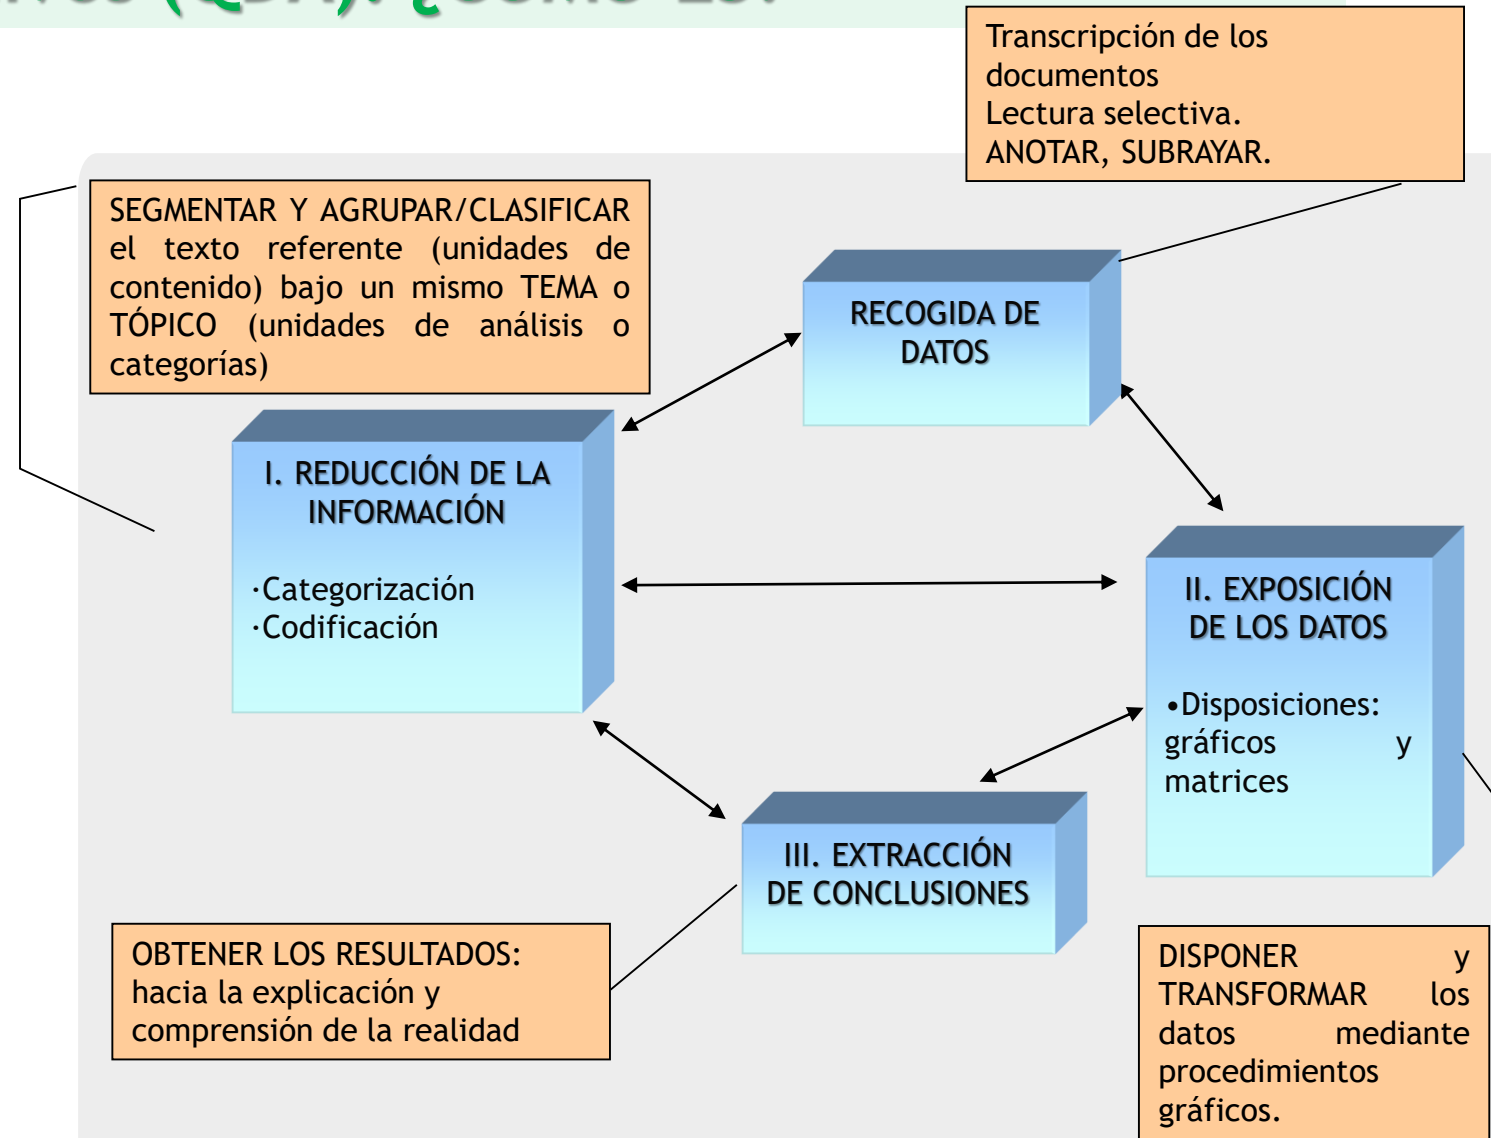 (QDA). ¿CÓMO ES?
Transcripción de los
documentos
Lectura selectiva.
ANOTAR, SUBRAYAR.
SEGMENTAR Y AGRUPAR/CLASIFICAR
el texto referente (unidades de
contenido) bajo un mismo TEMA o
TÓPICO (unidades de análisis o
categorías)
RECOGIDA DE
DATOS
I. REDUCCIÓN DE LA
INFORMACIÓN
·Categorización
·Codificación
II. EXPOSICIÓN
DE LOS DATOS
•Disposiciones:
gráficos y
matrices
III. EXTRACCIÓN
DE CONCLUSIONES
OBTENER LOS RESULTADOS:
hacia la explicación y
comprensión de la realidad
DISPONER y
TRANSFORMAR los
datos mediante
procedimientos
gráficos.